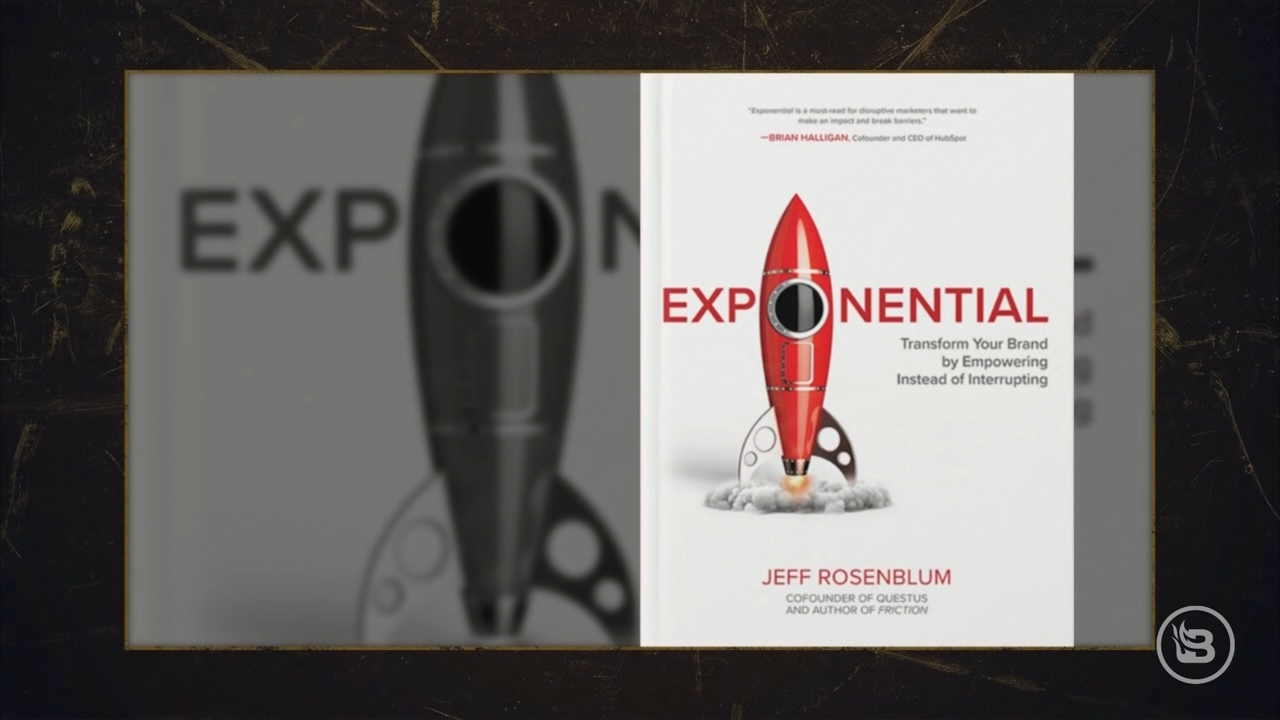 EXP N
"Exponential is a must-read for disruptive marketers that want to
make an impact and break barriers."
—BRIAN HALLIGAN, Cofounder and CEO of HubSpot
EXPONENTIAL
Transform Your Brand
by Empowering
Instead of Interrupting
JEFF ROSENBLUM
COFOUNDER OF QUESTUS
AND AUTHOR OF FRICTION
B